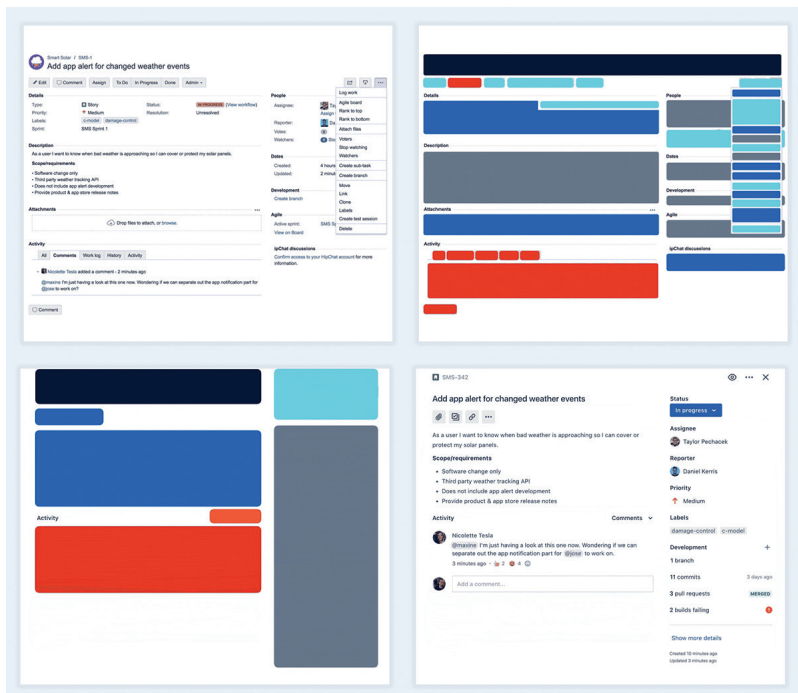 Smart Solar / SMS-1
Add app alert for changed weather events
Edit Comment Assign To Do In Progress Done Admin
Details
Type: Story Status: IN PROGRESS (View workflow)
Priority: Medium Resolution: Unresolved
Labels: c-model damage-control
Sprint: SMS Sprint 1
Description
As a user I want to know when bad weather is approaching so I can cover or protect my solar panels.
Scope/requirements
• Software change only
• Third party weather tracking API
• Does not include app alert development
• Provide product & app store release notes
Attachments
Drop files to attach, or browse.
Activity
All Comments Work log History Activity
Nicolette Tesla added a comment - 2 minutes ago
@maxine I'm just having a look at this one now. Wondering if we can separate out the app notification part for
@jose to work on?
Comment
People
Assignee:
Assign
Reporter:
Votes:
Watchers:
Dates
Created: 4 hours
Updated:
Development
Create branch
Agile
Active sprint:
View on Board
ipChat discussions
Confirm access to your HipChat account for more
information.
Log work
Agile board
Rank to top
Rank to bottom
Attach files
Voters
Stop watching
Watchers
Create sub-task
Create branch
Move
Link
Clone
Labels
Create test session
Delete
Details
Description
Attachments
Activity
People
Dates
Development
Agile
ipChat discussions
Activity
SMS-342
Add app alert for changed weather events
As a user I want to know when bad weather is approaching so I can cover or
protect my solar panels.
Scope/requirements
• Software change only
• Third party weather tracking API
• Does not include app alert development
• Provide product & app store release notes
Activity Comments
Nicolette Tesla
@maxine I'm just having a look at this one now. Wondering if we can
separate out the app notification part for @jose to work on.
3 minutes ago • 2 4
Add a comment...
Status
In progress
Assignee
Taylor Pechacek
Reporter
Daniel Kerris
Priority
Medium
Labels
damage-control c-model
Development +
1 branch
11 commits 3 days ago
3 pull requests MERGED
2 builds failing
Show more details
Created 10 minutes ago
Updated 3 minutes ago